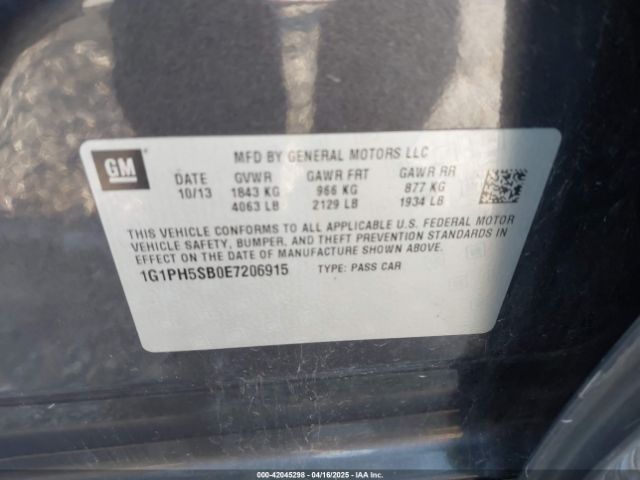 GM
MFD BY GENERAL MOTORS LLC
DATE GVWR GAWR FRT GAWR RR
10/13 1843 KG 966 KG 877 KG
4063 LB 2129 LB 1934 LB
THIS VEHICLE CONFORMS TO ALL APPLICABLE U.S. FEDERAL MOTOR
VEHICLE SAFETY, BUMPER, AND THEFT PREVENTION STANDARDS IN
EFFECT ON THE DATE OF MANUFACTURE SHOWN ABOVE.
1G1PH5SB0E7206915 TYPE: PASS CAR
000-42045298 - 04/16/2025 - IAA Inc.